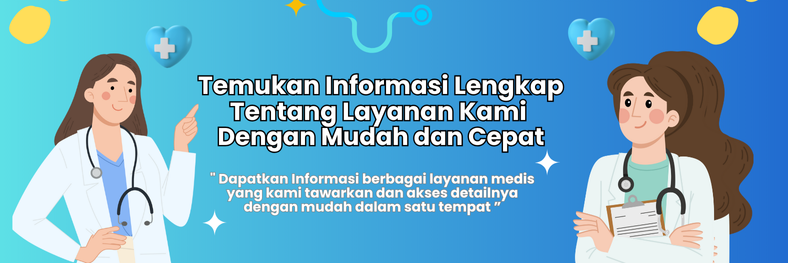 Temukan Informasi Lengkap
Tentang Layanan Kami
Dengan Mudah dan Cepat
" Dapatkan Informasi berbagai layanan medis
yang kami tawarkan dan akses detailnya
dengan mudah dalam satu tempat ”